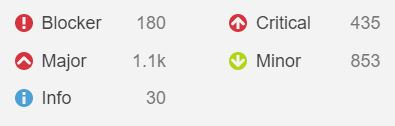 Blocker 180 Critical 435
Major 1.1k Minor 853
Info 30